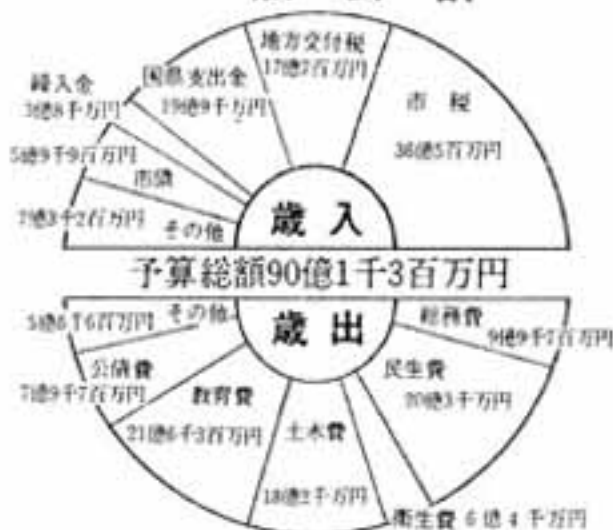 地方交付税
17億7百万円
市税
36億5百万円
国県支出金
19億9千万円
繰入金
3億8千万円
5億9千9百万円
市債
7億3千2百万円
その他
歳入
予算総額90億1千3百万円
歳出
その他
5億6千6百万円
公債費
7億9千7百万円
教育費
21億6千3百万円
土木費
18億2千万円
総務費
9億9千7百万円
民生費
20億3千万円
衛生費 6億4千万円